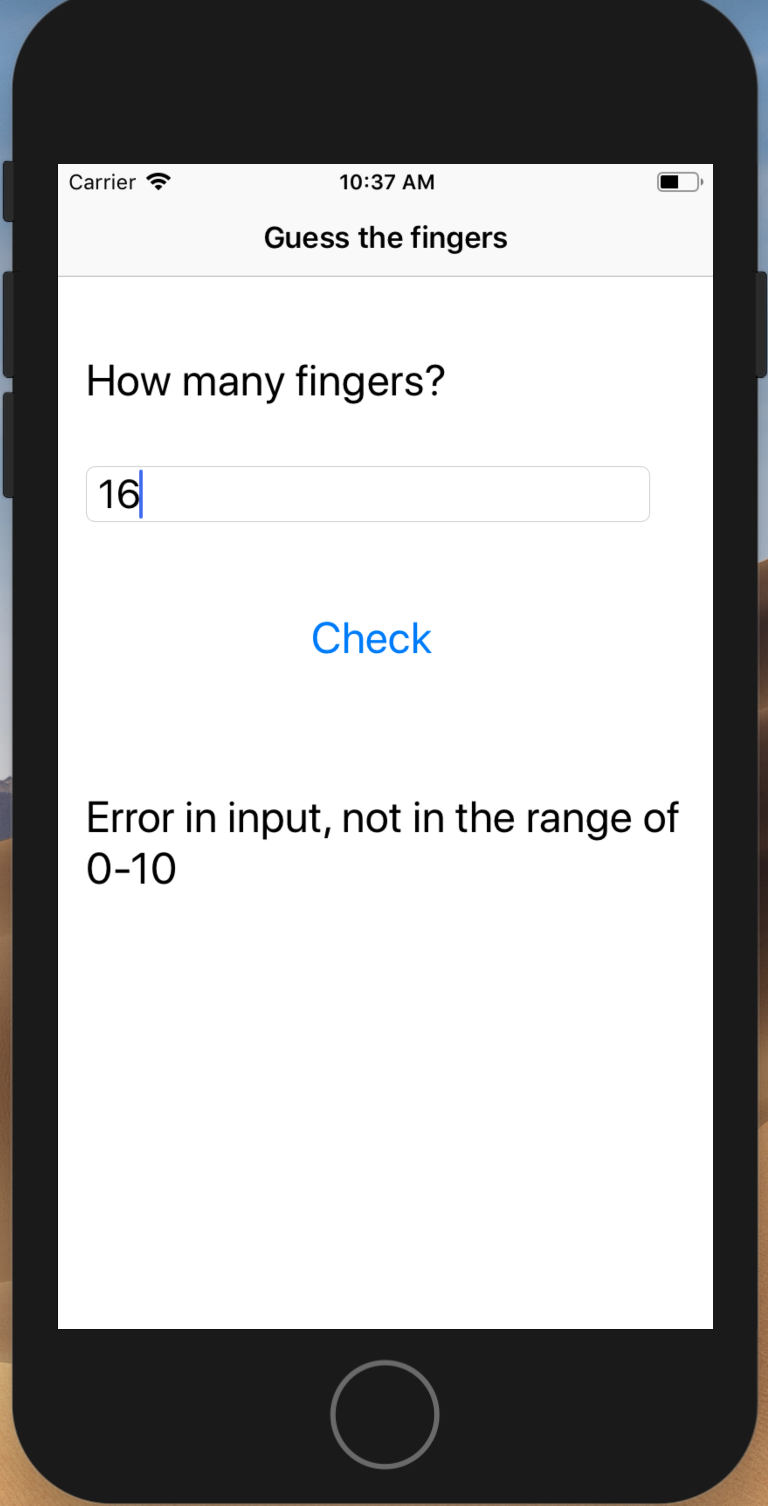 Carrier 10:37 AM
Guess the fingers
How many fingers?
16
Check
Error in input, not in the range of
0-10